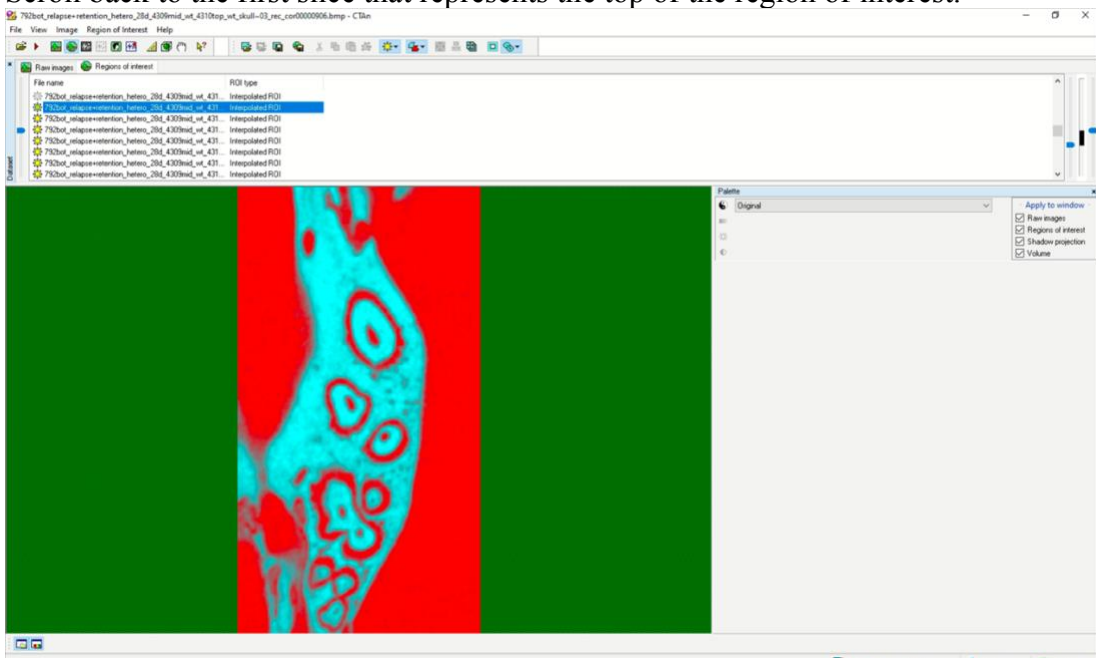 Scroll back to the first slice that represents the top of the region of interest.
792bot_relapse+retention_hetero_28d_4309mid_wt_4310top_wt_skull--03_rec_cor00000906.bmp - CTAn
File View Image Region of Interest Help
Raw images Regions of interest
File name ROI type
792bot_relapse+retention_hetero_28d_4309mid_wt_431... Interpolated ROI
792bot_relapse+retention_hetero_28d_4309mid_wt_431... Interpolated ROI
792bot_relapse+retention_hetero_28d_4309mid_wt_431... Interpolated ROI
792bot_relapse+retention_hetero_28d_4309mid_wt_431... Interpolated ROI
792bot_relapse+retention_hetero_28d_4309mid_wt_431... Interpolated ROI
792bot_relapse+retention_hetero_28d_4309mid_wt_431... Interpolated ROI
792bot_relapse+retention_hetero_28d_4309mid_wt_431... Interpolated ROI
792bot_relapse+retention_hetero_28d_4309mid_wt_431... Interpolated ROI
Dataset
Palette
Original
Apply to window
Raw images
Regions of interest
Shadow projection
Volume